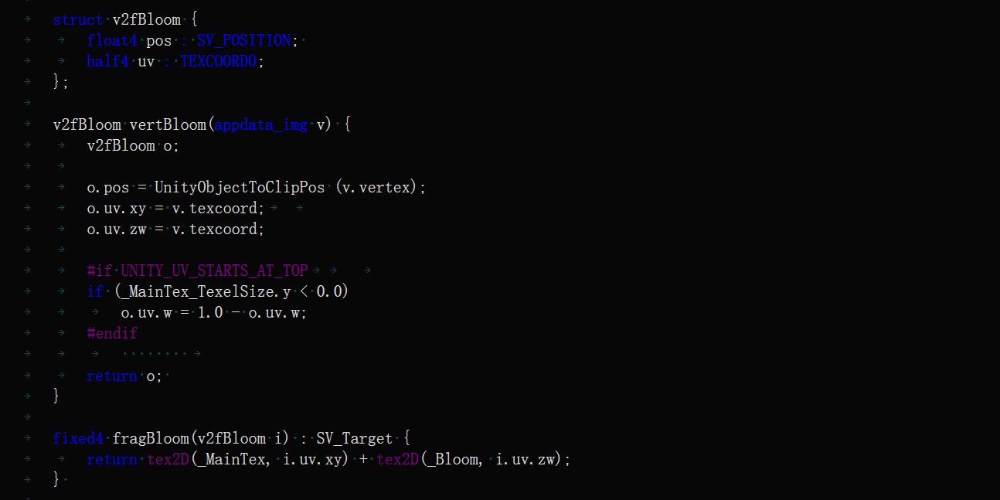 struct v2fBloom {
float4 pos : SV_POSITION;
half4 uv : TEXCOORD0;
};
v2fBloom vertBloom(appdata_img v) {
v2fBloom o;
o.pos = UnityObjectToClipPos (v.vertex);
o.uv.xy = v.texcoord;
o.uv.zw = v.texcoord;
#if UNITY_UV_STARTS_AT_TOP
if (_MainTex_TexelSize.y < 0.0)
o.uv.w = 1.0 - o.uv.w;
#endif
return o;
}
fixed4 fragBloom(v2fBloom i) : SV_Target {
return tex2D(_MainTex, i.uv.xy) + tex2D(_Bloom, i.uv.zw);
}